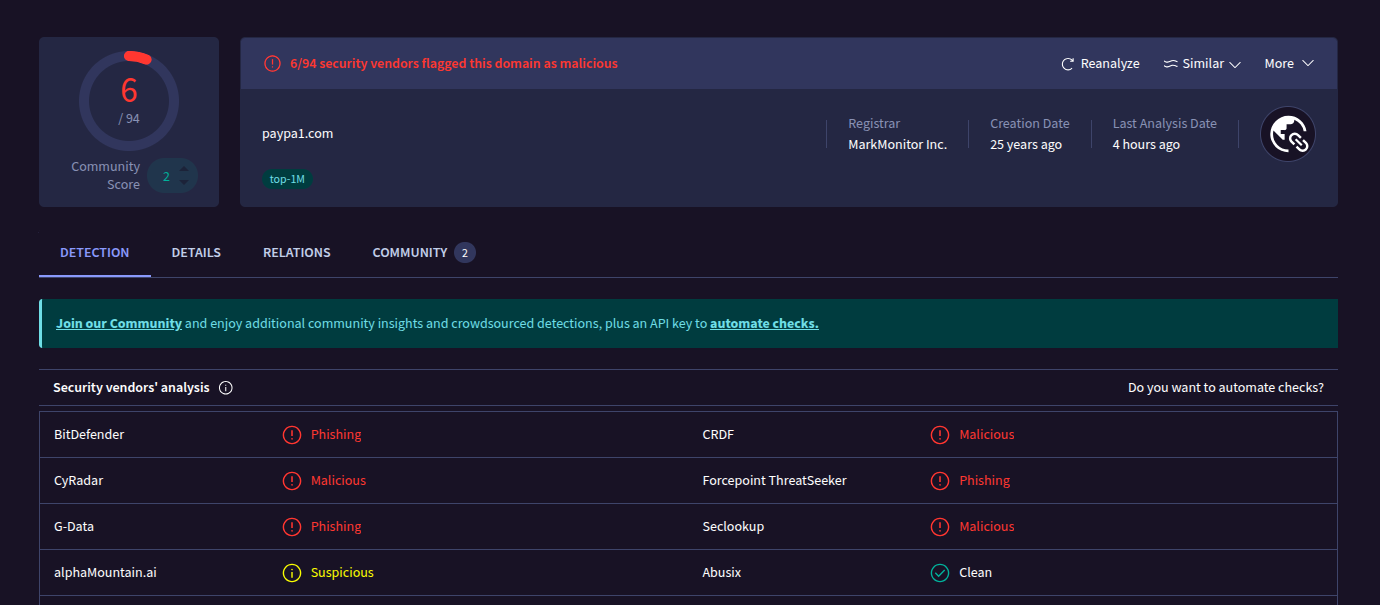 6
/ 94
Community
Score
2
6/94 security vendors flagged this domain as malicious
Reanalyze
Similar
More
paypa1.com
top-1M
Registrar
MarkMonitor Inc.
Creation Date
25 years ago
Last Analysis Date
4 hours ago
DETECTION DETAILS RELATIONS COMMUNITY 2
Join our Community and enjoy additional community insights and crowdsourced detections, plus an API key to automate checks.
Security vendors' analysis Do you want to automate checks?
BitDefender Phishing CRDF Malicious
CyRadar Malicious Forcepoint ThreatSeeker Phishing
G-Data Phishing Seclookup Malicious
alphaMountain.ai Suspicious Abusix Clean